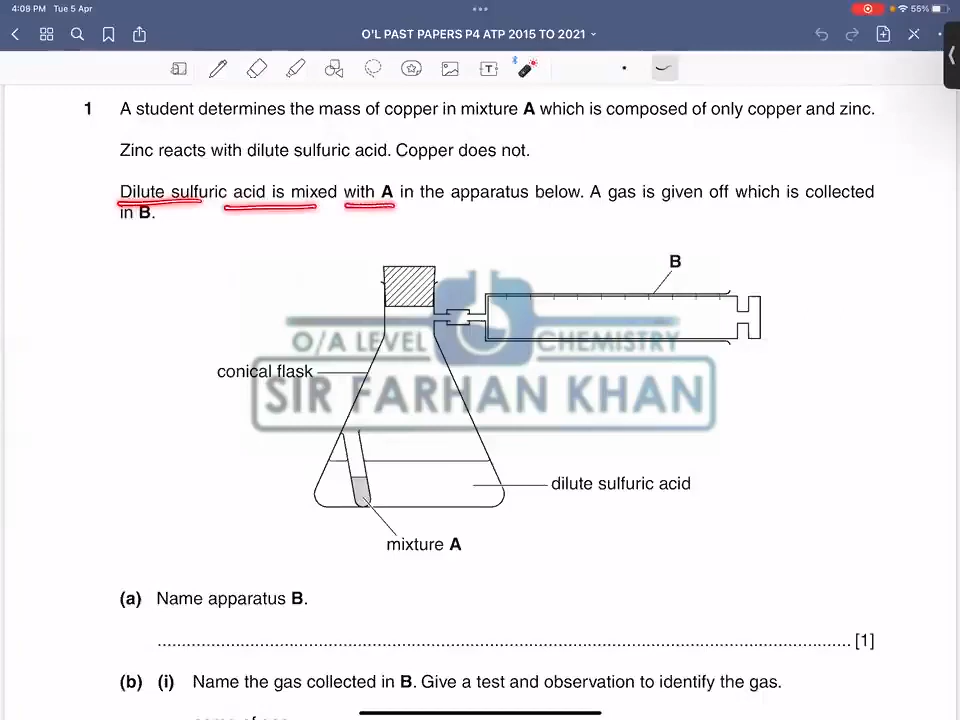 4:09 PM Tue 5 Apr
55%
O'L PAST PAPERS P4 ATP 2015 TO 2021
1 A student determines the mass of copper in mixture A which is composed of only copper and zinc.
Zinc reacts with dilute sulfuric acid. Copper does not.
Dilute sulfuric acid is mixed with A in the apparatus below. A gas is given off which is collected
in B.
B
O/A LEVEL CHEMISTRY
conical flask
SIR FARHAN KHAN
dilute sulfuric acid
mixture A
(a) Name apparatus B.
[1]
(b) (i) Name the gas collected in B. Give a test and observation to identify the gas.